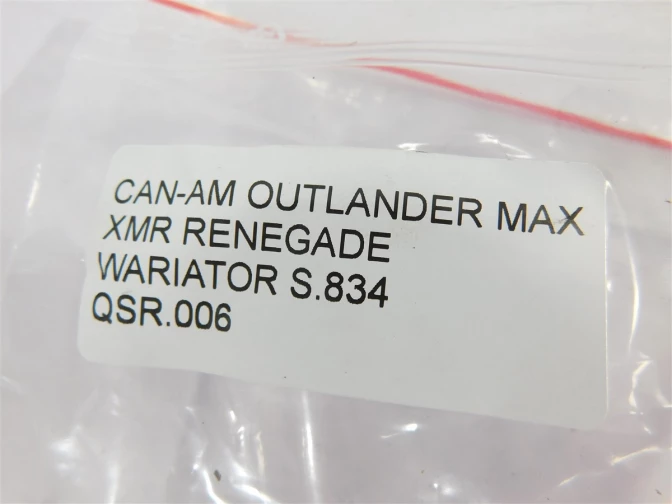 CAN-AM OUTLANDER MAX
XMR RENEGADE
WARIATOR S.834
QSR.006